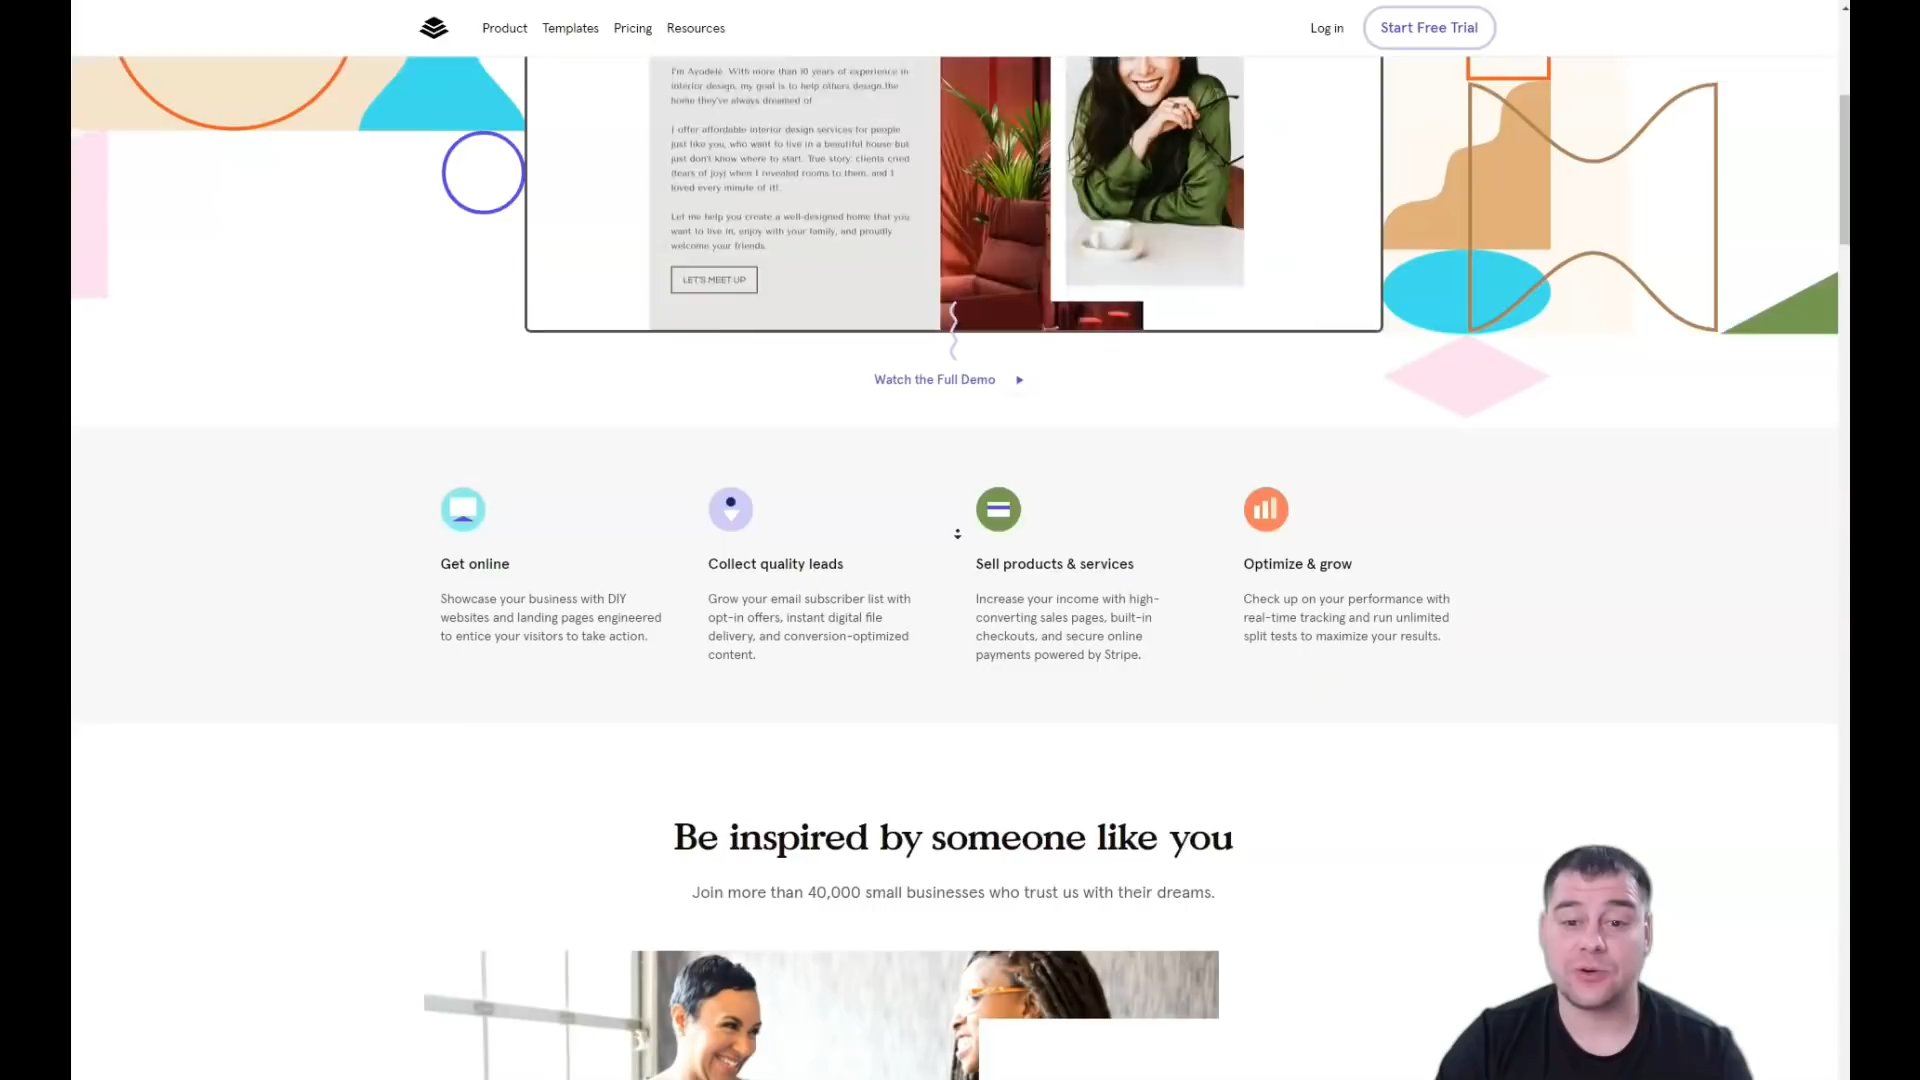 Product Templates Pricing Resources Log in Start Free Trial
I'm Ayodele. With more than 10 years of experience in
interior design, my goal is to help others design the
home they've always dreamed of
I offer affordable interior design services for people
just like you, who want to live in a beautiful house but
just don't know where to start. True story: clients cried
(tears of joy) when I revealed rooms to them, and I
loved every minute of it!.
Let me help you create a well-designed home that you
want to live in, enjoy with your family, and proudly
welcome your friends.
LET'S MEET UP
Watch the Full Demo
Get online
Showcase your business with DIY
websites and landing pages engineered
to entice your visitors to take action.
Collect quality leads
Grow your email subscriber list with
opt-in offers, instant digital file
delivery, and conversion-optimized
content.
Sell products & services
Increase your income with high-
converting sales pages, built-in
checkouts, and secure online
payments powered by Stripe.
Optimize & grow
Check up on your performance with
real-time tracking and run unlimited
split tests to maximize your results.
Be inspired by someone like you
Join more than 40,000 small businesses who trust us with their dreams.